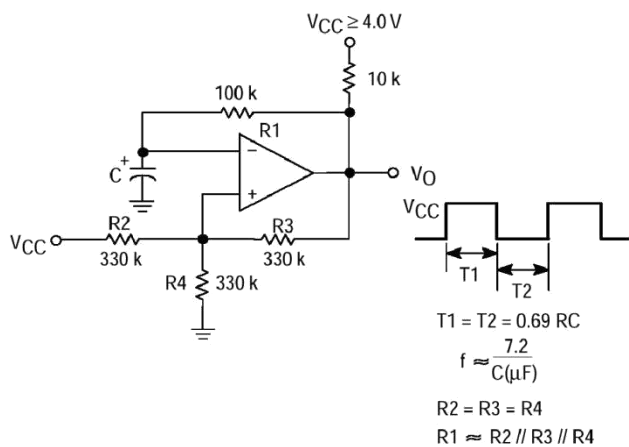 VCC ≥ 4.0 V
10 k
100 k
R1
−
+
VO
C +
R2
330 k
R3
330 k
VCC
R4
330 k
VCC
T1
T2
T1 = T2 = 0.69 RC
f ≈ 7.2
C(μF)
R2 = R3 = R4
R1 ≈ R2 // R3 // R4